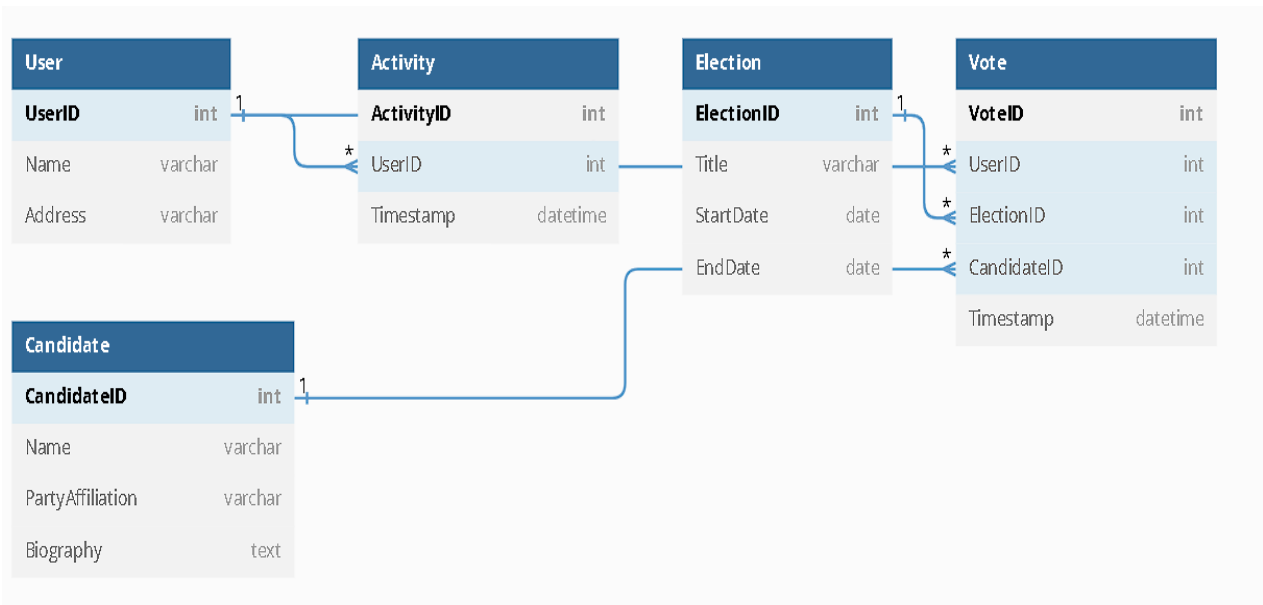 User
UserID int
Name varchar
Address varchar
1
Activity
ActivityID int
* UserID int
Timestamp datetime
Election
ElectionID int
Title varchar
StartDate date
EndDate date
1
Vote
VoteID int
* UserID int
* ElectionID int
* CandidateID int
Timestamp datetime
Candidate
CandidateID int
Name varchar
PartyAffiliation varchar
Biography text
1